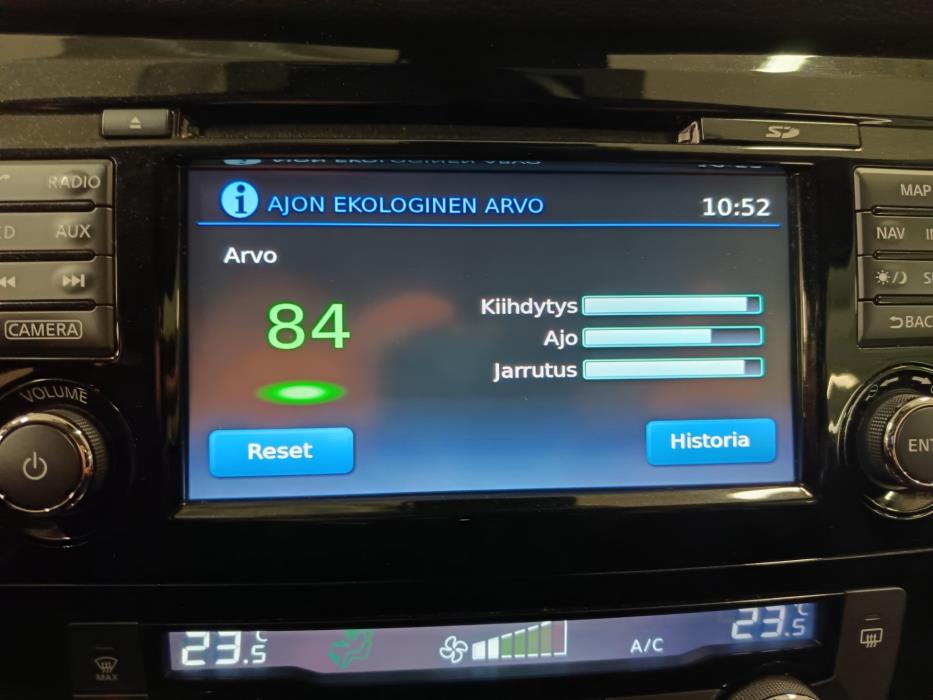 SD
RADIO
AUX
CAMERA
VOLUME
AJON EKOLOGINEN ARVO
10:52
Arvo
84
Kiihdytys
Ajo
Jarrutus
Reset
Historia
MAP
NAV
BAC
ENT
23.5°C
A/C
23.5°C
MAX